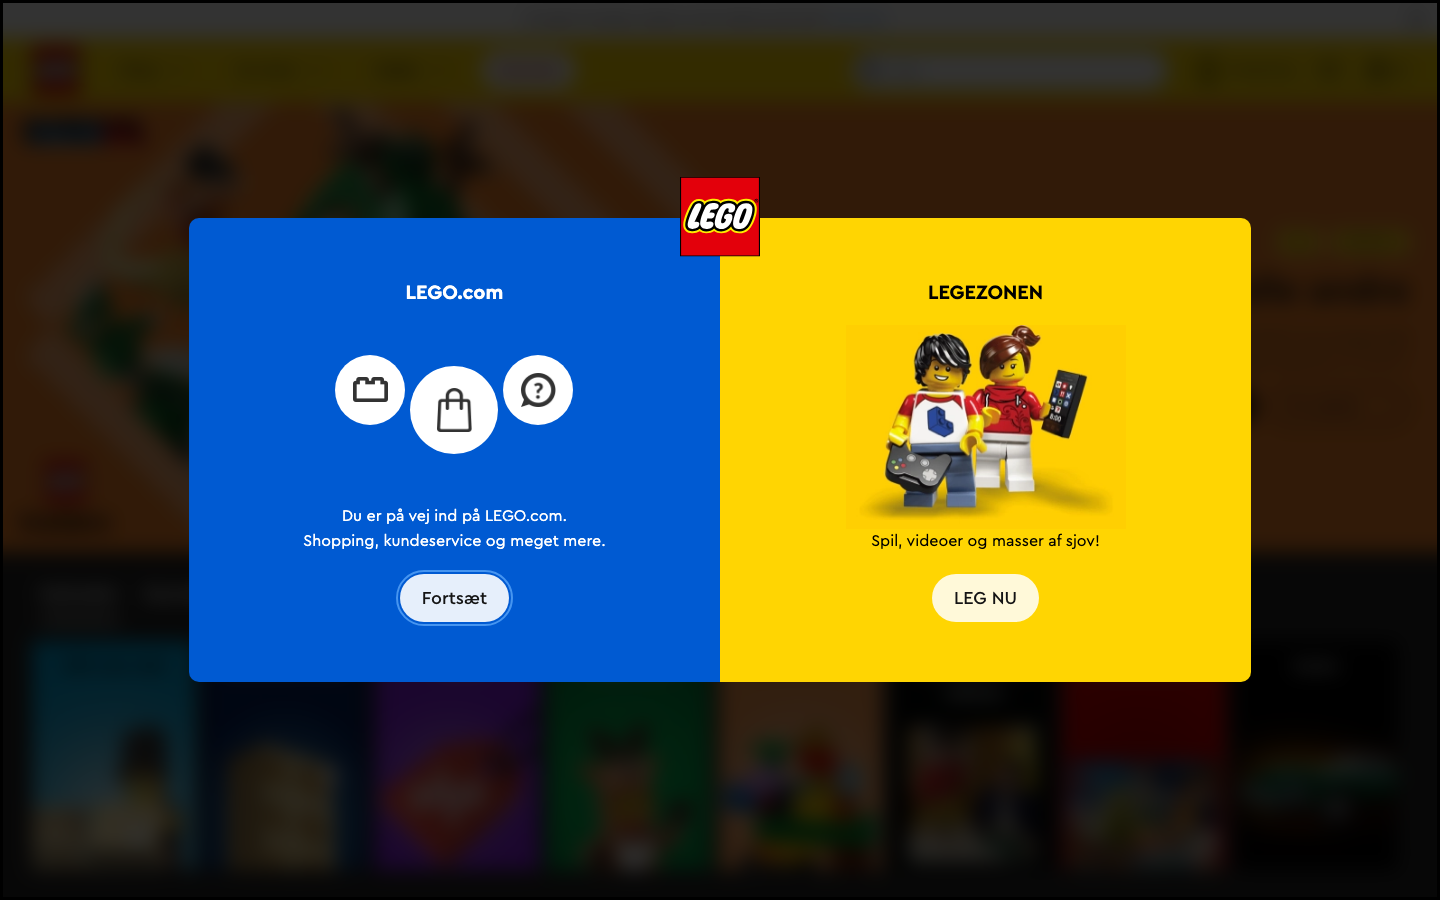 LEGO
LEGO.com
Du er på vej ind på LEGO.com.
Shopping, kundeservice og meget mere.
Fortsæt
LEGEZONEN
Spil, videoer og masser af sjov!
LEG NU